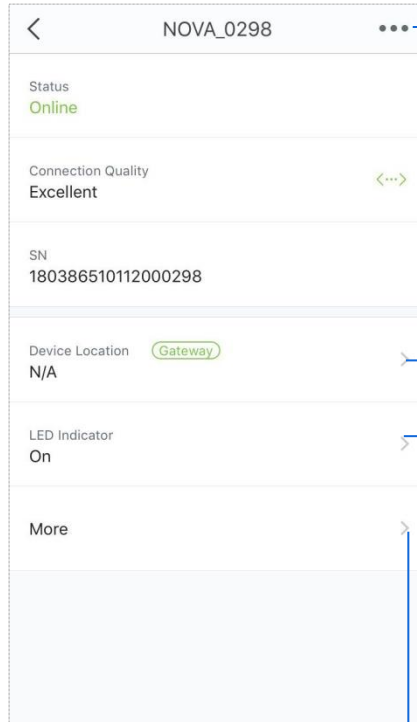 NOVA_0298
Status
Online
Connection Quality
Excellent
SN
180386510112000298
Device Location Gateway
N/A
LED Indicator
On
More